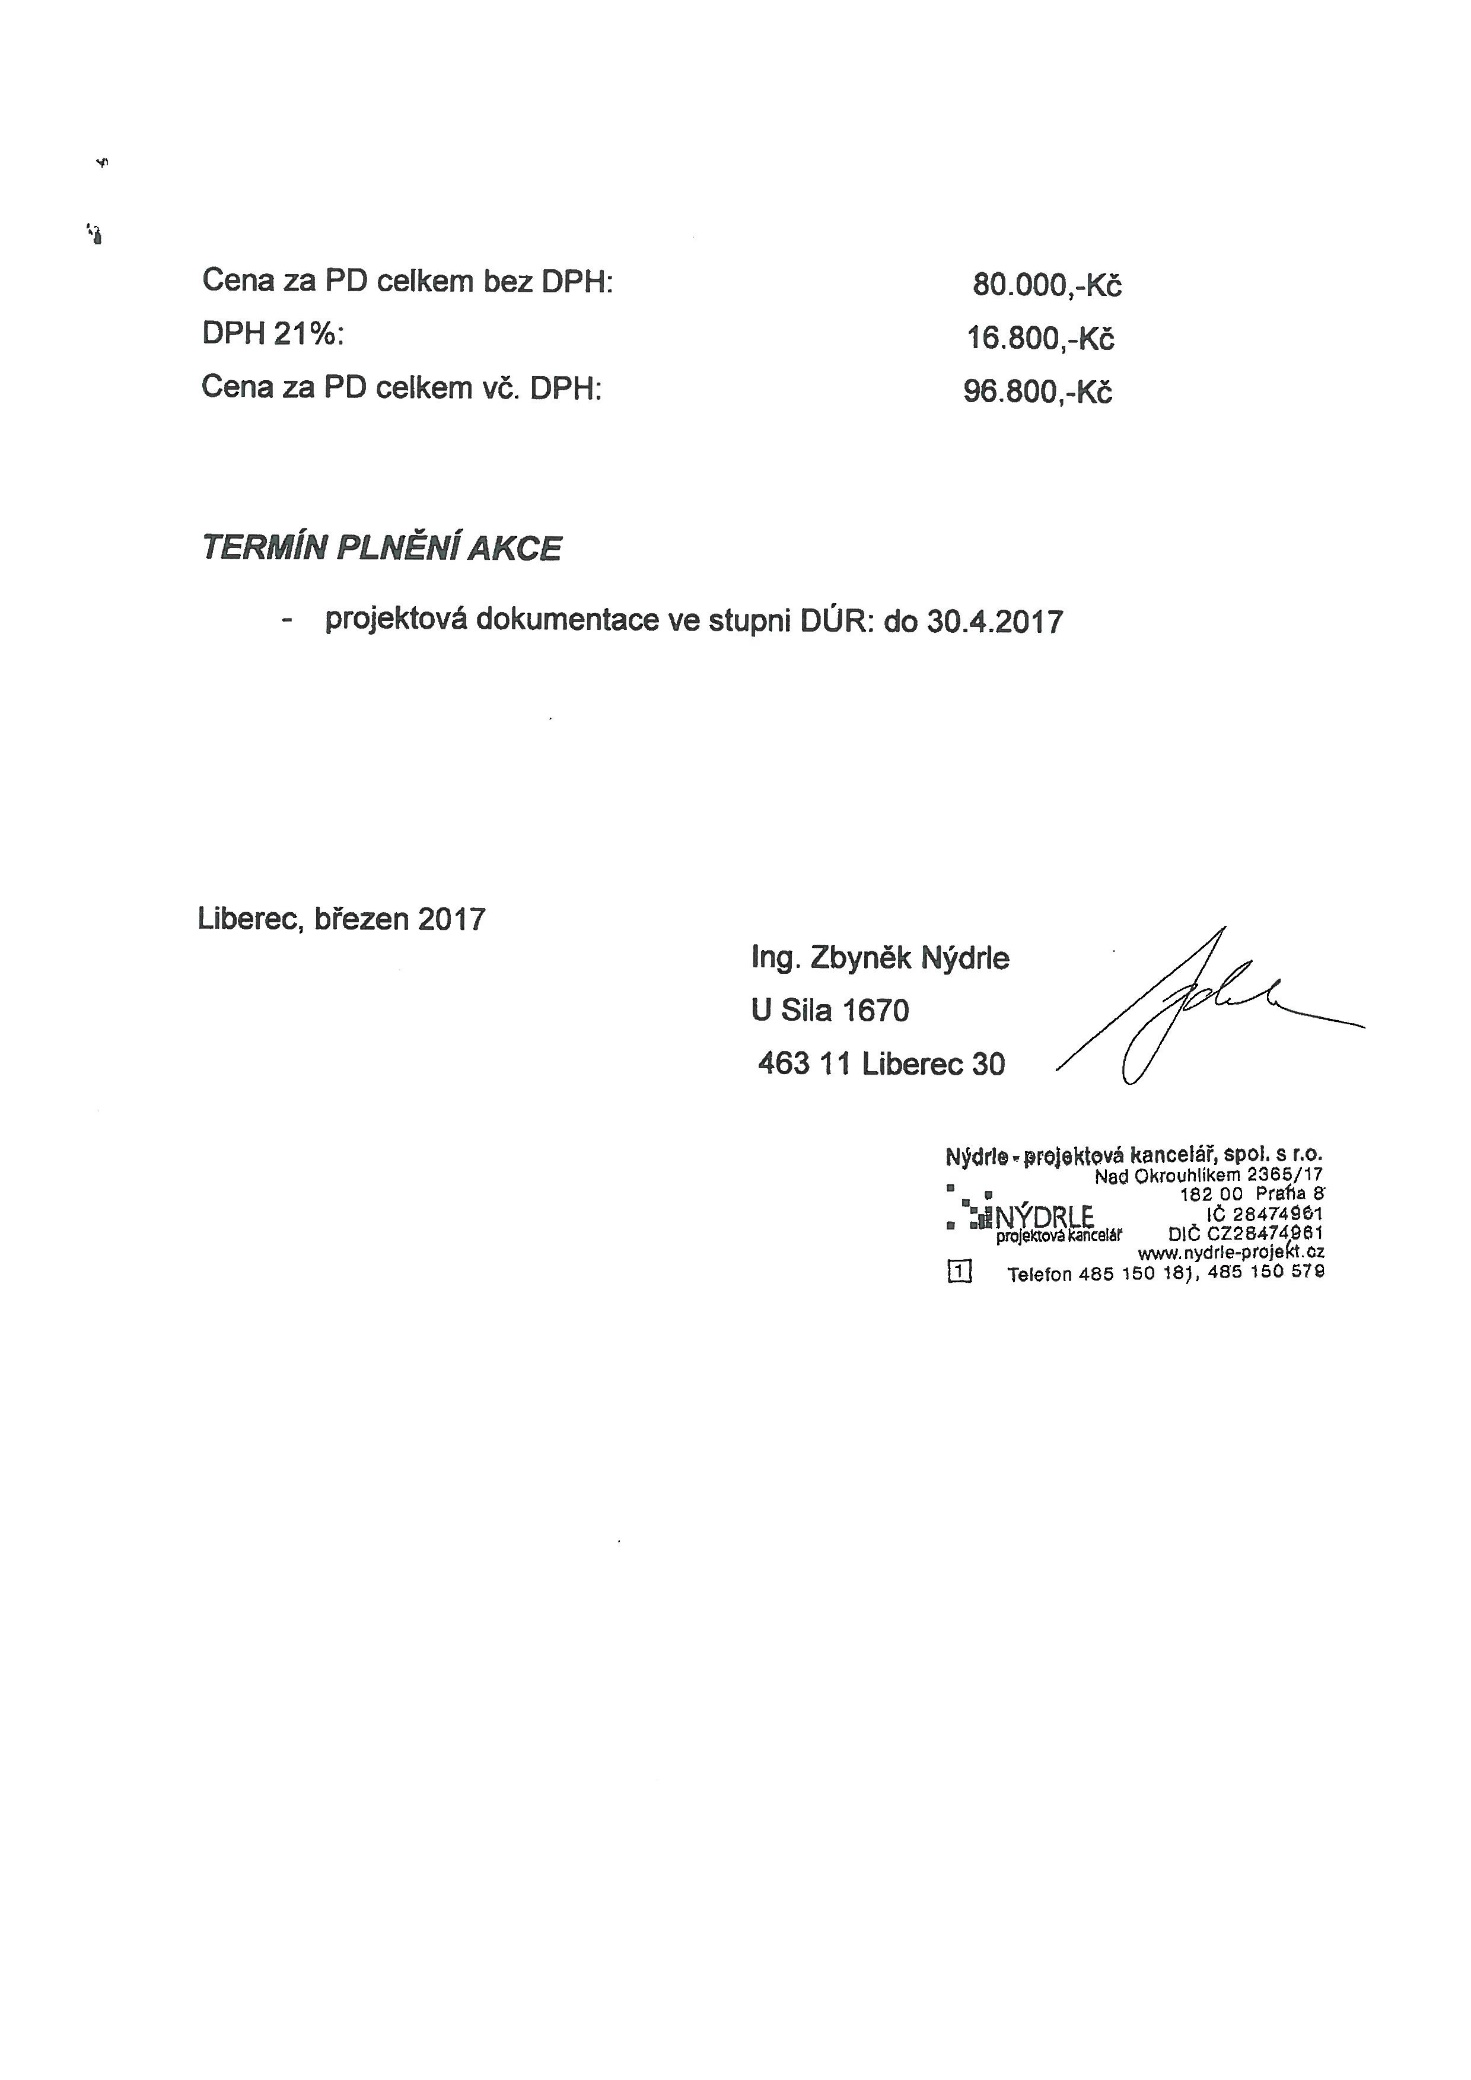 Cena za PD celkem bez DPH: 80.000,-Kč
DPH 21%: 16.800,-Kč
Cena za PD celkem vč. DPH: 96.800,-Kč
TERMÍN PLNĚNÍ AKCE
- projektová dokumentace ve stupni DÚR: do 30.4.2017
Liberec, březen 2017
Ing. Zbyněk Nýdrle
U Sila 1670
463 11 Liberec 30
Nýdrle - projektová kancelář, spol. s r.o.
Nad Okrouhlíkem 2365/17
182 00 Praha 8
IČ 28474961
NÝDRLE
projektová kancelář
DIČ CZ28474961
www.nydrle-projekt.cz
1 Telefon 485 150 181, 485 150 579